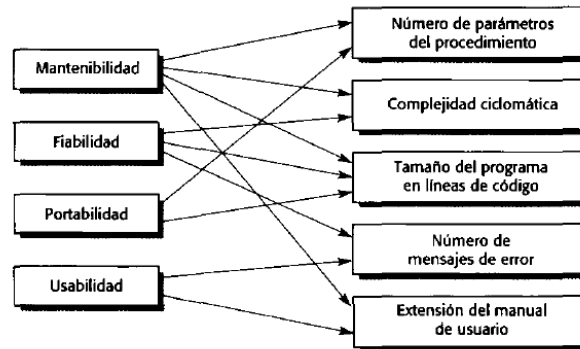 Mantenibilidad
Fiabilidad
Portabilidad
Usabilidad
Número de parámetros
del procedimiento
Complejidad ciclomática
Tamaño del programa
en líneas de código
Número de
mensajes de error
Extensión del manual
de usuario